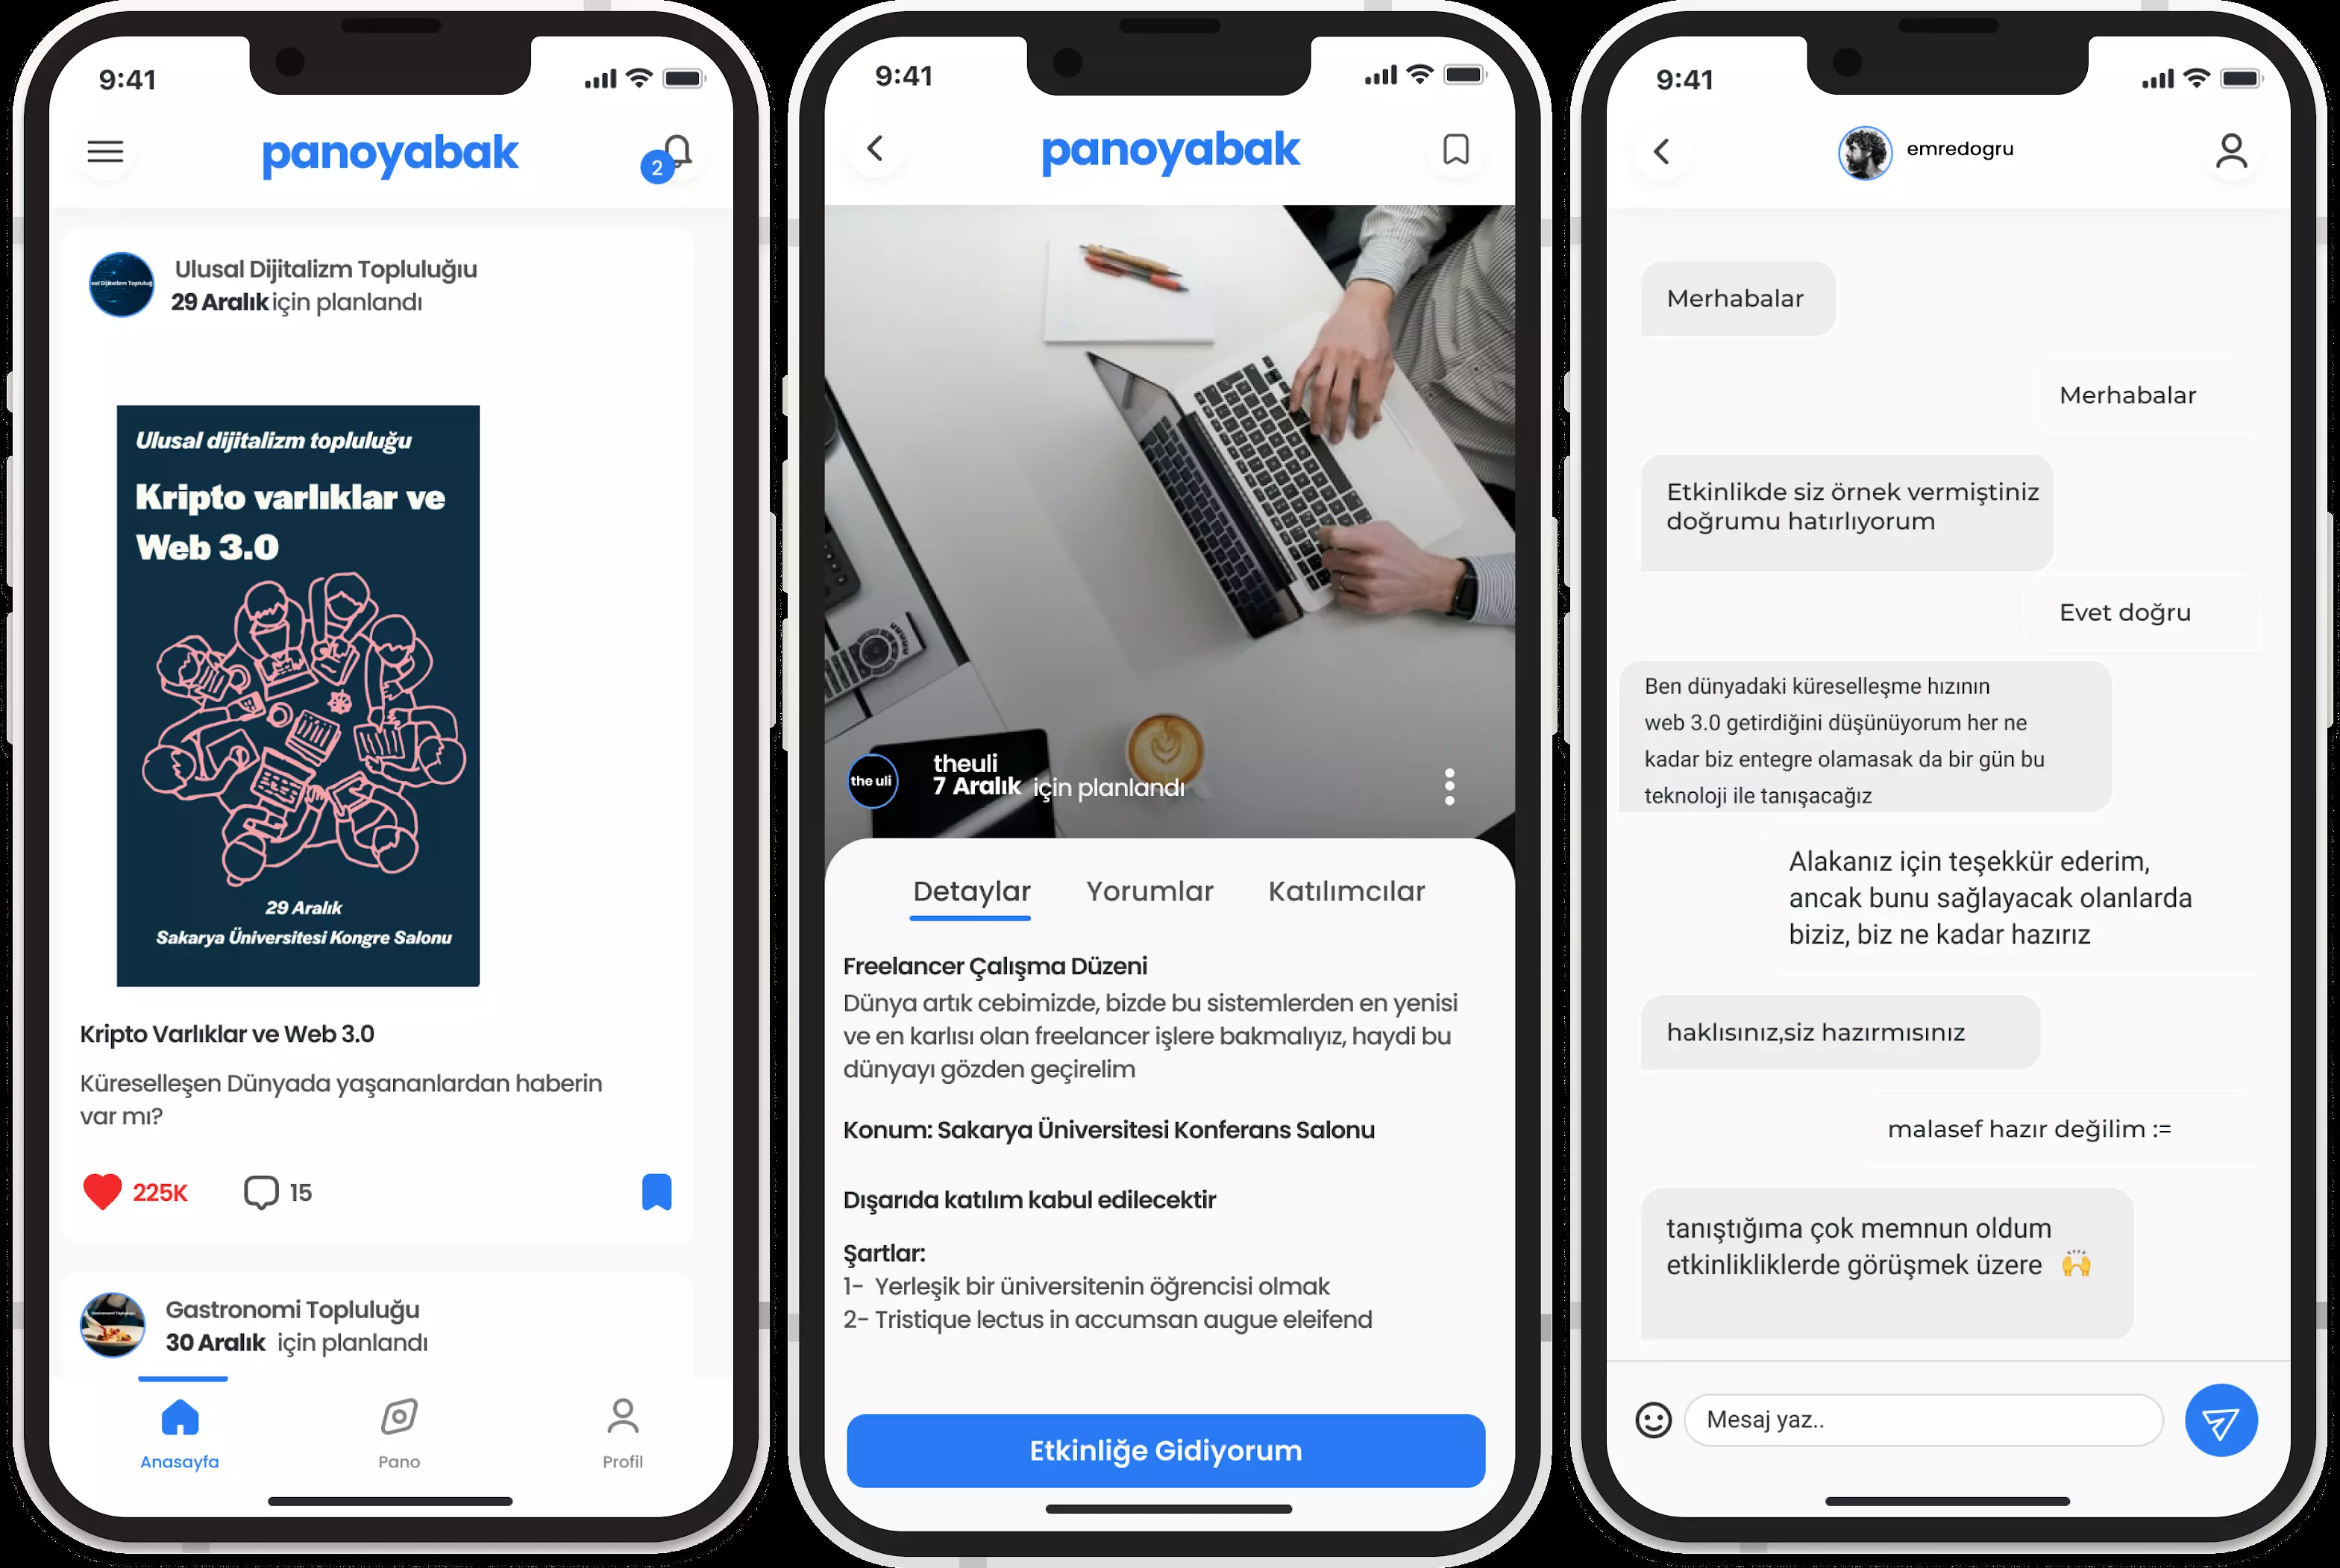 9:41
panoyabak
2
Ulusal Dijitalizm Topluluğıu
29 Aralık için planlandı
Ulusal dijitalizm topluluğu
Kripto varlıklar ve
Web 3.0
29 Aralık
Sakarya Üniversitesi Kongre Salonu
Kripto Varlıklar ve Web 3.0
Küreselleşen Dünyada yaşananlardan haberin
var mı?
225K
15
Gastronomi Topluluğu
30 Aralık için planlandı
Anasayfa
Pano
Profil
9:41
panoyabak
the uli
theuli
7 Aralık için planlandı
Detaylar
Yorumlar
Katılımcılar
Freelancer Çalışma Düzeni
Dünya artık cebimizde, bizde bu sistemlerden en yenisi
ve en karlısı olan freelancer işlere bakmalıyız, haydi bu
dünyayı gözden geçirelim
Konum: Sakarya Üniversitesi Konferans Salonu
Dışarıda katılım kabul edilecektir
Şartlar:
1- Yerleşik bir üniversitenin öğrencisi olmak
2- Tristique lectus in accumsan augue eleifend
Etkinliğe Gidiyorum
9:41
emredogru
Merhabalar
Merhabalar
Etkinlikde siz örnek vermiştiniz
doğrumu hatırlıyorum
Evet doğru
Ben dünyadaki küreselleşme hızının
web 3.0 getirdiğini düşünüyorum her ne
kadar biz entegre olamasak da bir gün bu
teknoloji ile tanışacağız
Alakanız için teşekkür ederim,
ancak bunu sağlayacak olanlarda
biziz, biz ne kadar hazırız
haklısınız,siz hazırmısınız
malasef hazır değilim :=
tanıştığıma çok memnun oldum
etkinlikliklerde görüşmek üzere 🙌
Mesaj yaz..